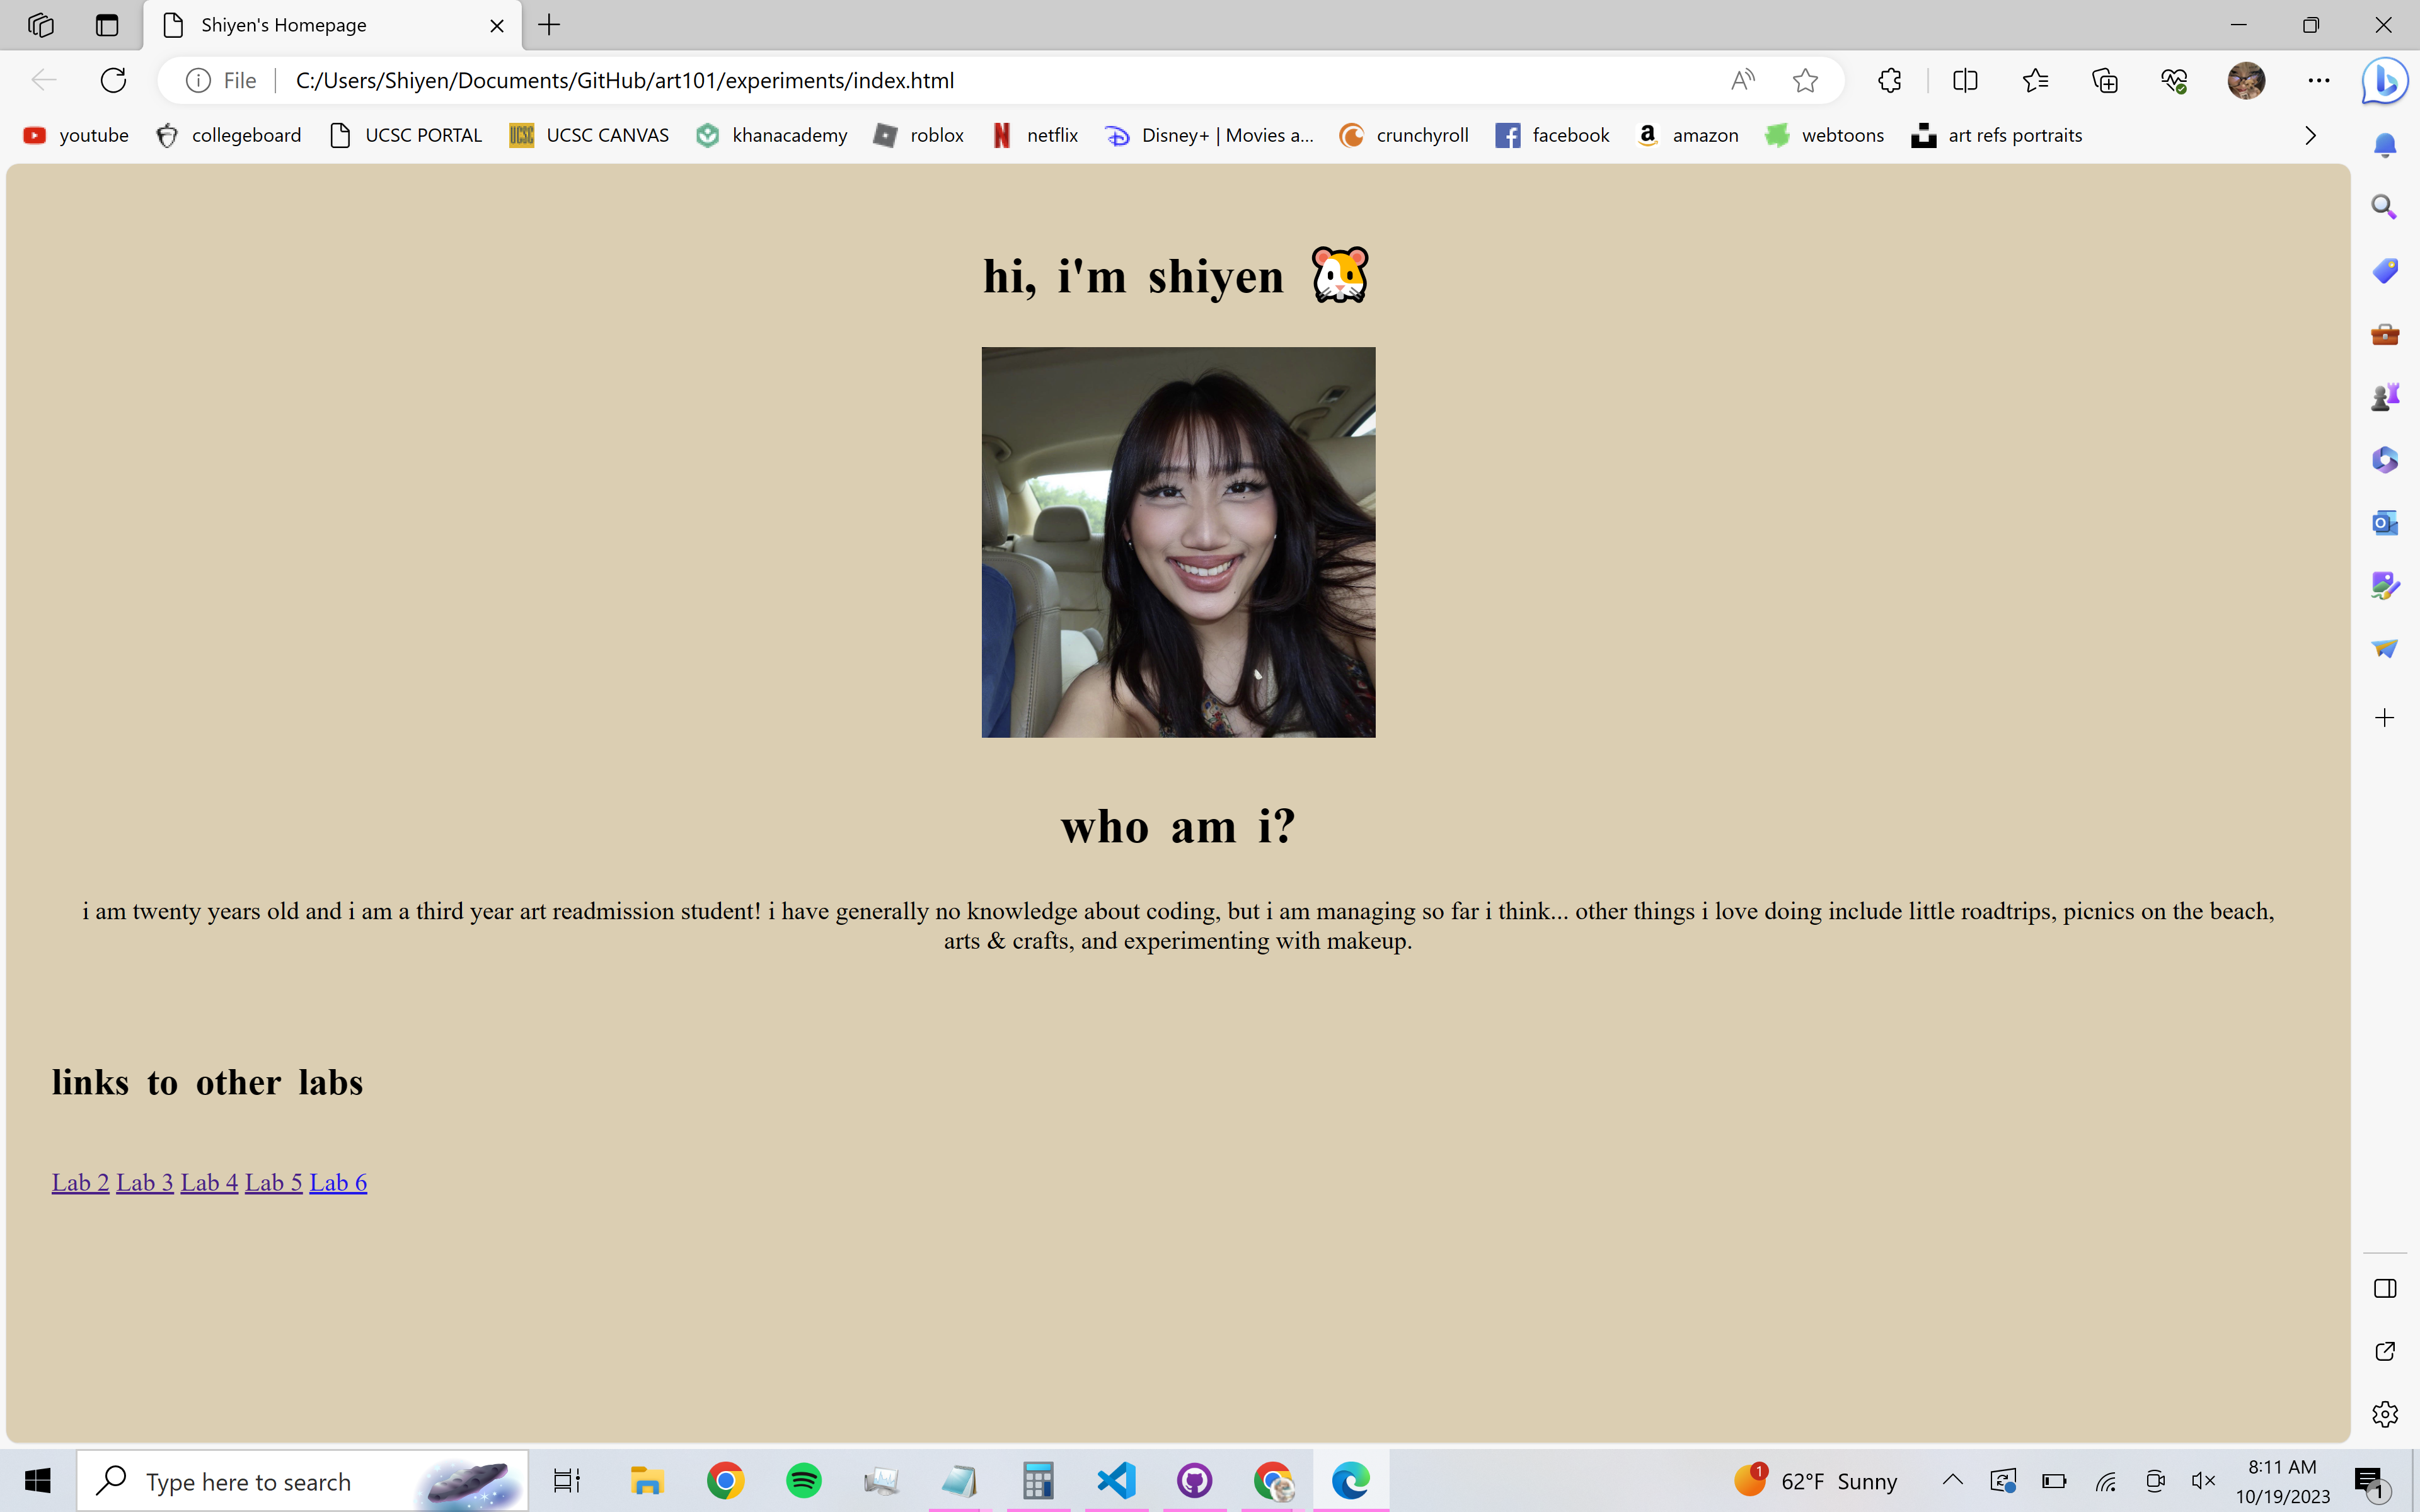 Shiyen's Homepage
File C:/Users/Shiyen/Documents/GitHub/art101/experiments/index.html
youtube collegeboard UCSC PORTAL UCSC UCSC CANVAS khanacademy roblox netflix Disney+ | Movies a... crunchyroll facebook amazon webtoons art refs portraits
hi, i'm shiyen 🐹
who am i?
i am twenty years old and i am a third year art readmission student! i have generally no knowledge about coding, but i am managing so far i think... other things i love doing include little roadtrips, picnics on the beach,
arts & crafts, and experimenting with makeup.
links to other labs
Lab 2 Lab 3 Lab 4 Lab 5 Lab 6
Type here to search
1
62°F Sunny
8:11 AM
10/19/2023
1